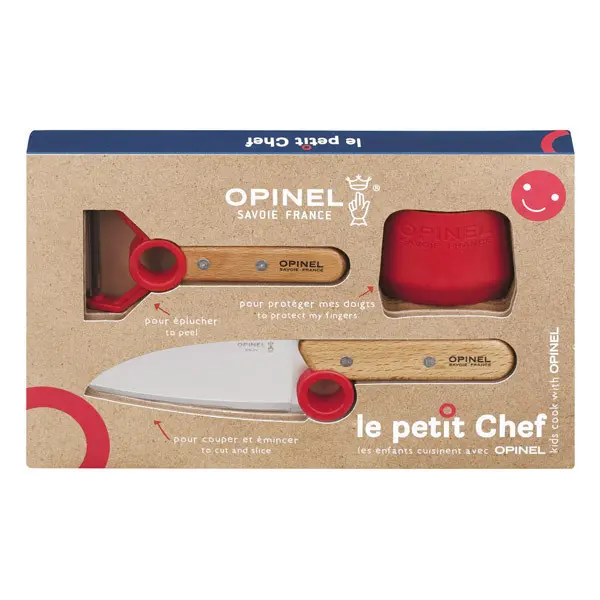 le petit Chef
OPINEL ®
SAVOIE FRANCE
OPINEL
OPINEL
SAVOIE - FRANCE
pour protéger mes doigts
to protect my fingers
pour éplucher
to peel
OPINEL
OPINEL
SAVOIE - FRANCE
pour couper et émincer
to cut and slice
le petit Chef
les enfants cuisinent avec OPINEL
kids cook with OPINEL